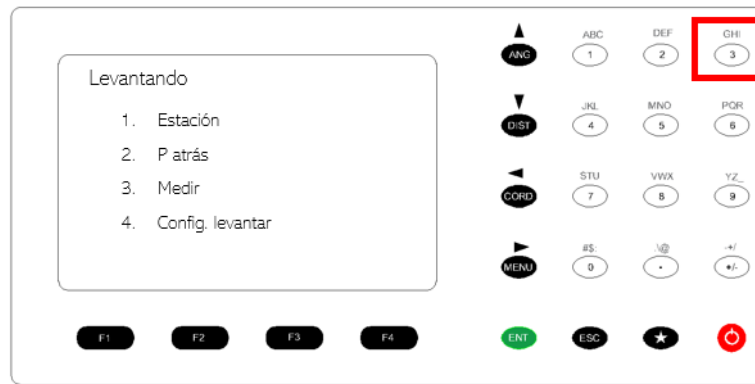 Levantando
1. Estación
2. P atrás
3. Medir
4. Config. levantar
F1 F2 F3 F4
ANG ABC 1 DEF 2 GHI 3
DIST JKL 4 MNO 5 PQR 6
CORD STU 7 VWX 8 YZ_ 9
MENU #$: 0 .\@ • -+/ +/-
ENT ESC